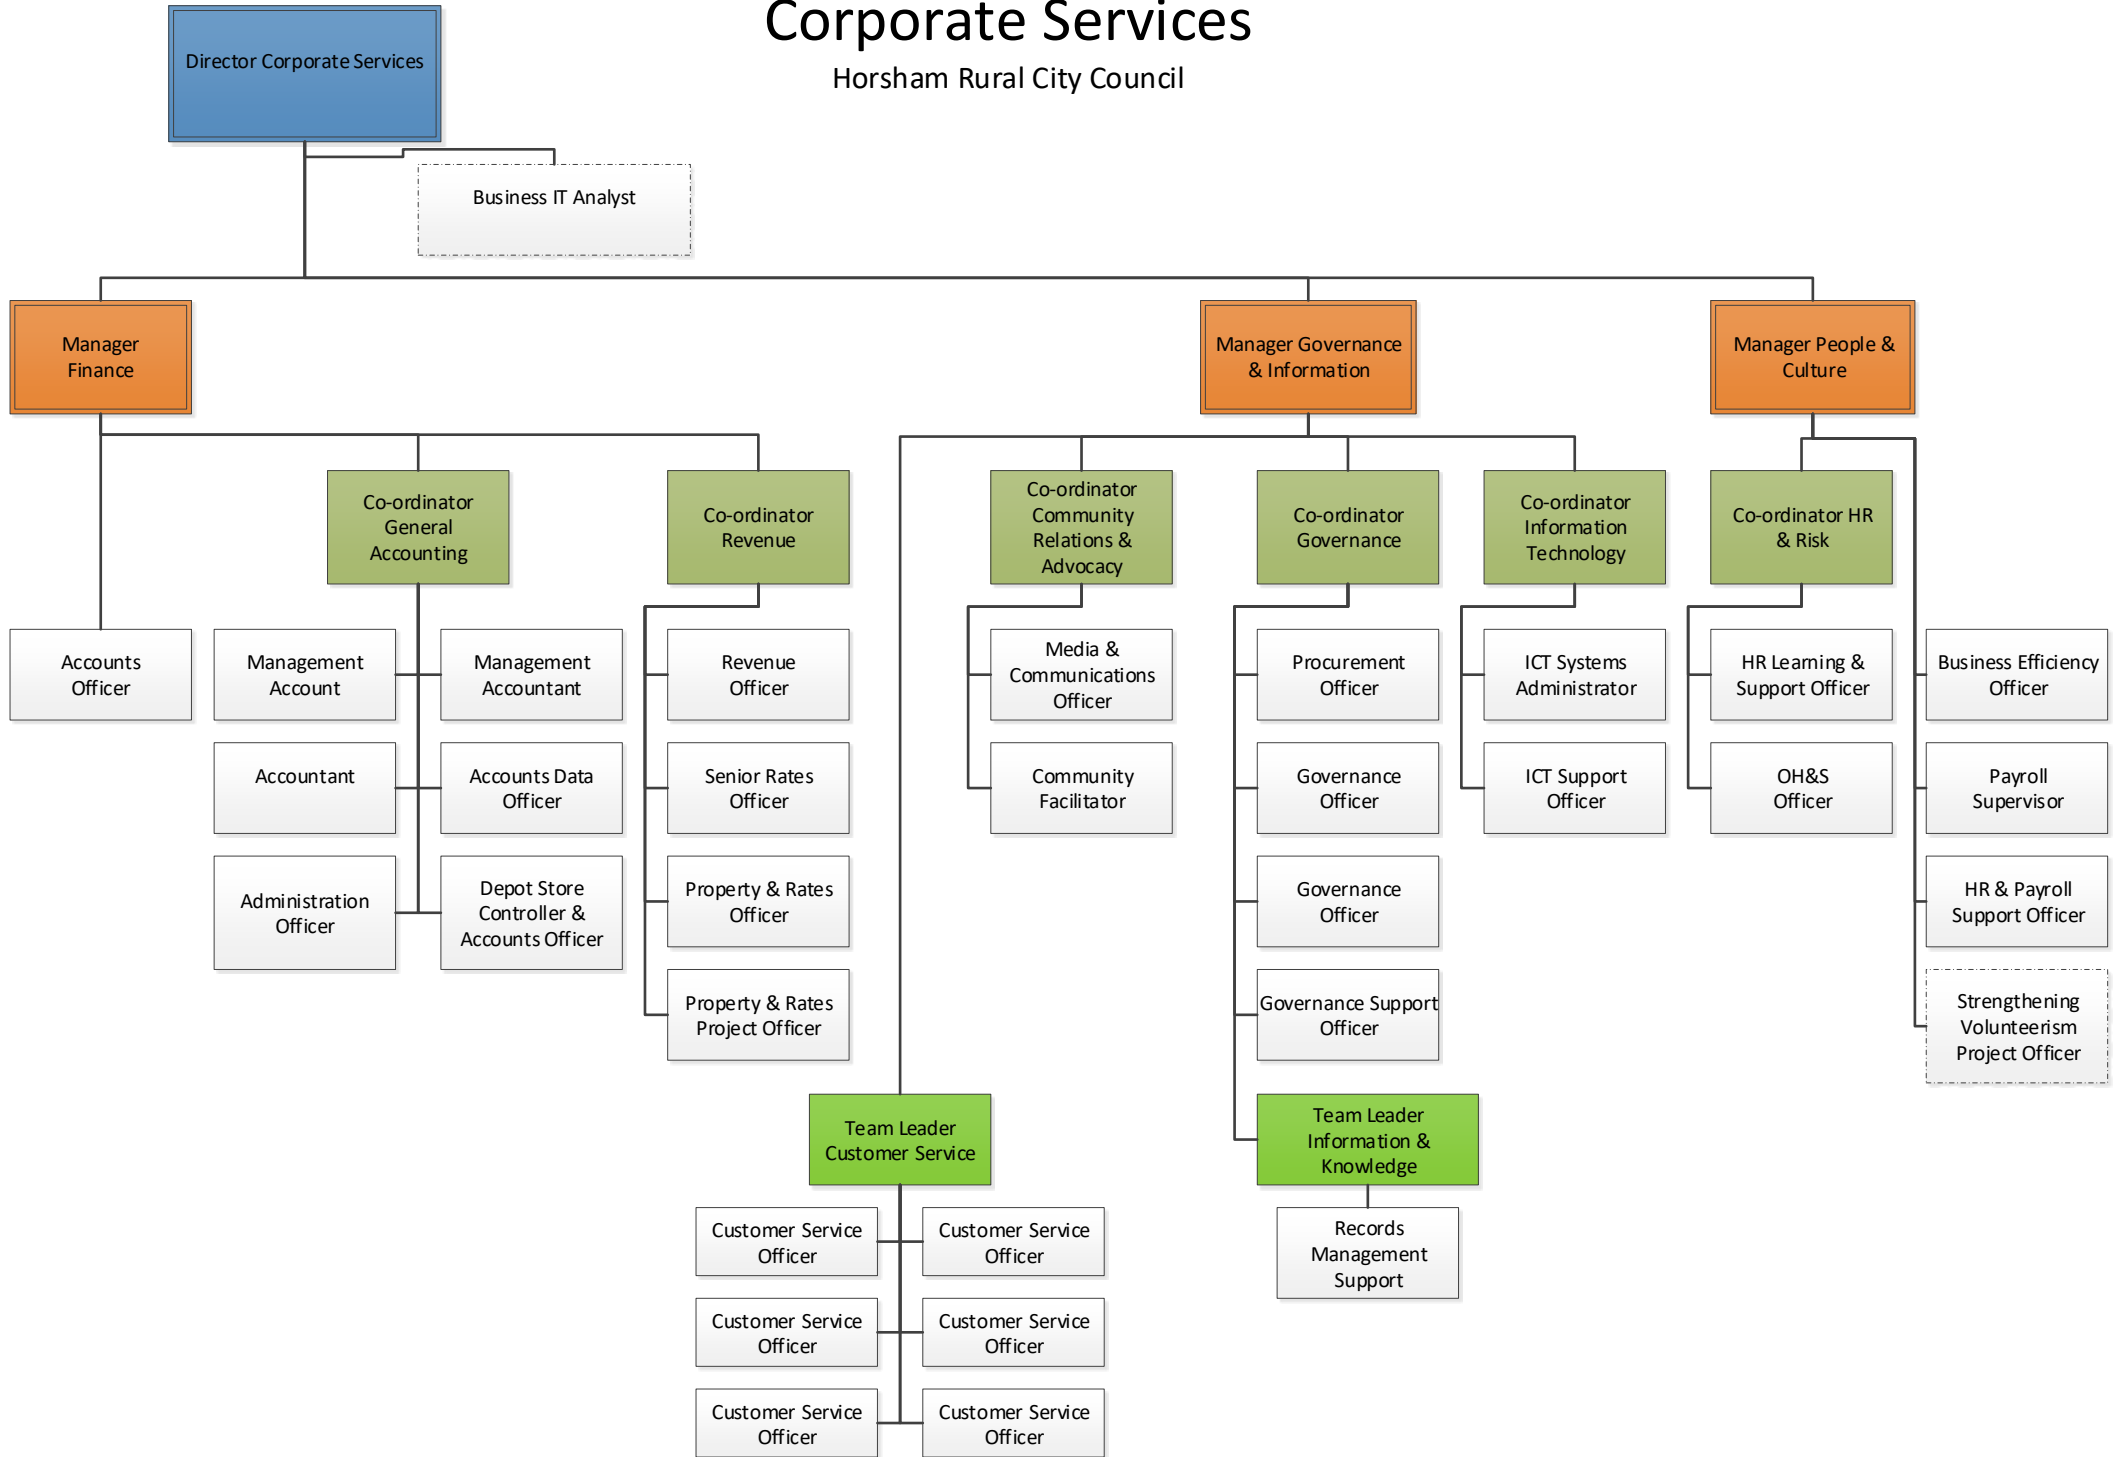 Corporate Services
Horsham Rural City Council
Director Corporate Services
Business IT Analyst
Manager
Finance
Manager Governance
& Information
Manager People &
Culture
Co-ordinator
General
Accounting
Co-ordinator
Revenue
Co-ordinator
Community
Relations &
Advocacy
Co-ordinator
Governance
Co-ordinator
Information
Technology
Co-ordinator HR
& Risk
Accounts
Officer
Management
Account
Management
Accountant
Revenue
Officer
Media &
Communications
Officer
Procurement
Officer
ICT Systems
Administrator
HR Learning &
Support Officer
Business Efficiency
Officer
Accountant
Accounts Data
Officer
Senior Rates
Officer
Community
Facilitator
Governance
Officer
ICT Support
Officer
OH&S
Officer
Payroll
Supervisor
Administration
Officer
Depot Store
Controller &
Accounts Officer
Property & Rates
Officer
Governance
Officer
HR & Payroll
Support Officer
Property & Rates
Project Officer
Governance Support
Officer
Strengthening
Volunteerism
Project Officer
Team Leader
Customer Service
Team Leader
Information &
Knowledge
Customer Service
Officer
Customer Service
Officer
Records
Management
Support
Customer Service
Officer
Customer Service
Officer
Customer Service
Officer
Customer Service
Officer